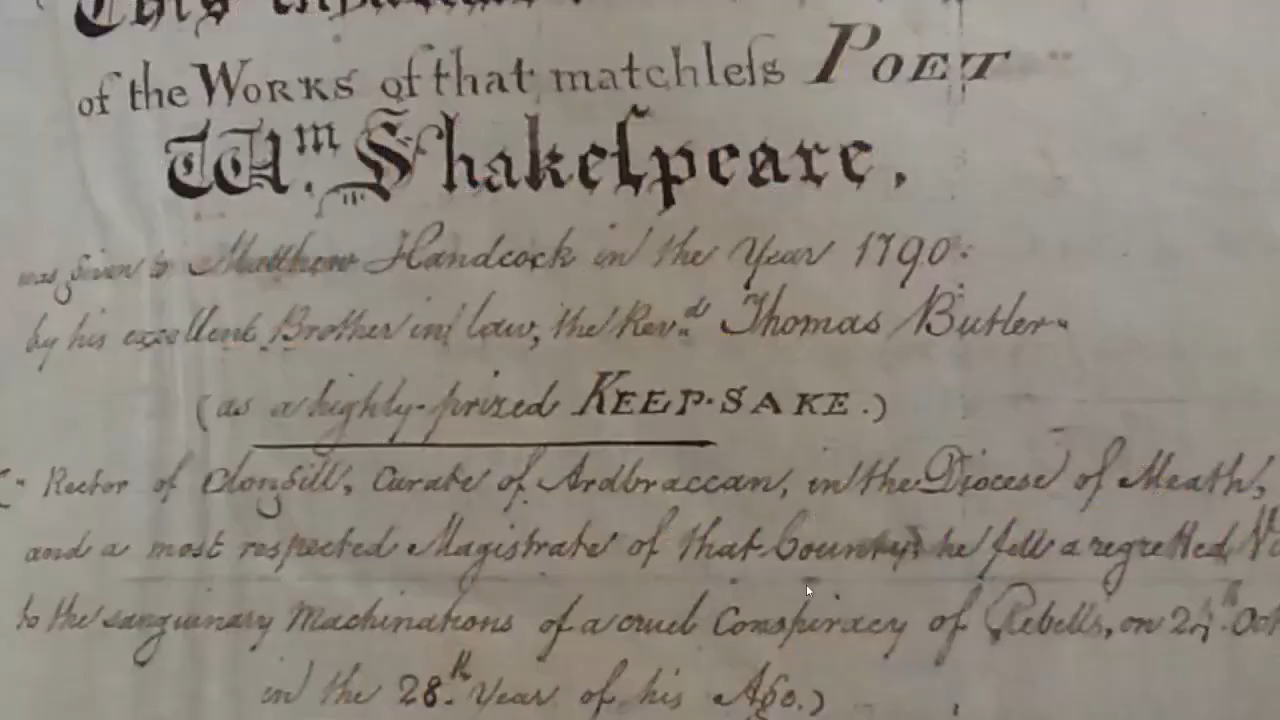 This
of the WORKS of that matchleſs POET
Wm. Shakeſpeare.
was given to Matthew Handcock in the Year 1790:
by his excellent Brother in law, the Revd. Thomas Butler
(as a highly-prized KEEP-SAKE.)
Rector of Clongill, Curate of Ardbraccan, in the Diocese of Meath,
and a most respected Magistrate of that County; he fell a regretted
to the sanguinary Machinations of a cruel Conspiracy of Rebells, on Oct
in the 28th. Year of his Age.)